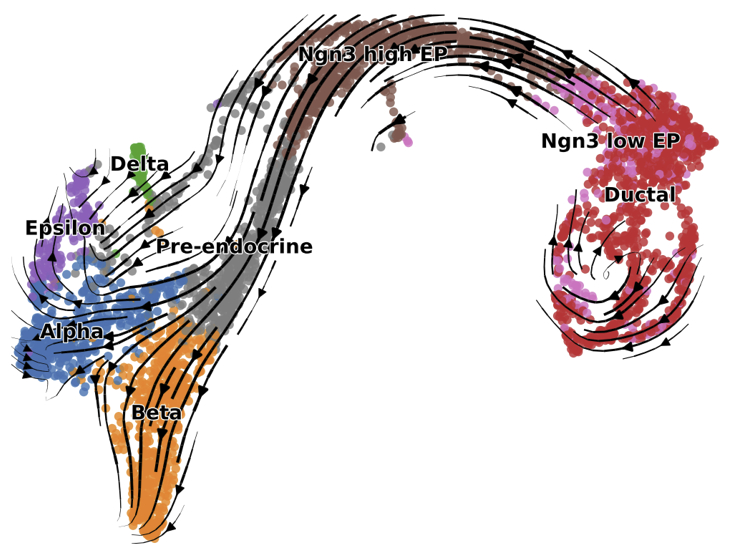 Ngn3 high EP
Ngn3 low EP
Delta
Ductal
Epsilon
Pre-endocrine
Alpha
Beta